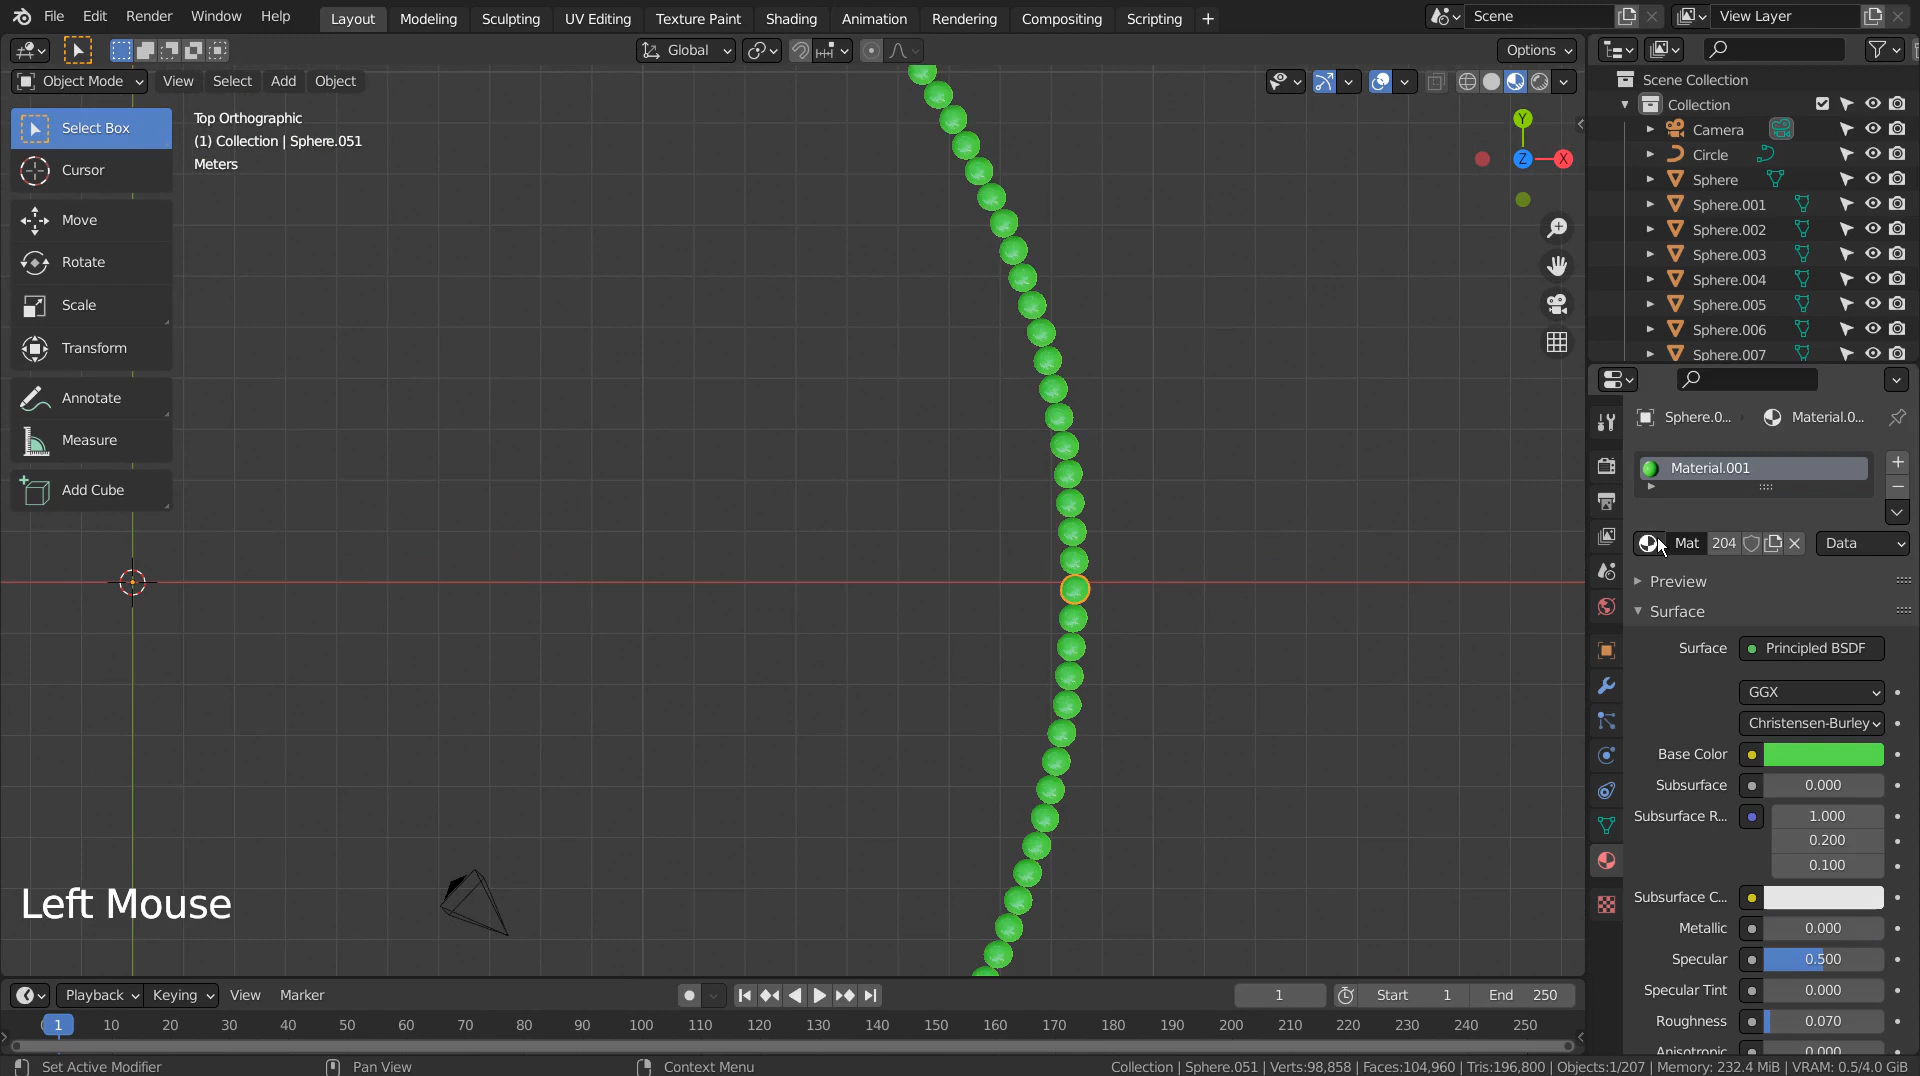 File Edit Render Window Help Layout Modeling Sculpting UV Editing Texture Paint Shading Animation Rendering Compositing Scripting + Scene View Layer
Global Options
Object Mode View Select Add Object
Select Box
Cursor
Move
Rotate
Scale
Transform
Annotate
Measure
Add Cube
Top Orthographic
(1) Collection | Sphere.051
Meters
Y
Z
X
Scene Collection
Collection
Camera
Circle
Sphere
Sphere.001
Sphere.002
Sphere.003
Sphere.004
Sphere.005
Sphere.006
Sphere.007
Sphere.0... Material.0...
Material.001
Mat 204 Data
Preview
Surface
Surface Principled BSDF
GGX
Christensen-Burley
Base Color
Subsurface 0.000
Subsurface R... 1.000
0.200
0.100
Subsurface C...
Metallic 0.000
Specular 0.500
Specular Tint 0.000
Roughness 0.070
Anisotropic 0.000
Left Mouse
Playback Keying View Marker 1 Start 1 End 250
1 10 20 30 40 50 60 70 80 90 100 110 120 130 140 150 160 170 180 190 200 210 220 230 240 250
Set Active Modifier Pan View Context Menu Collection | Sphere.051 | Verts:98,858 | Faces:104,960 | Tris:196,800 | Objects:1/207 | Memory: 232.4 MiB | VRAM: 0.5/4.0 GiB